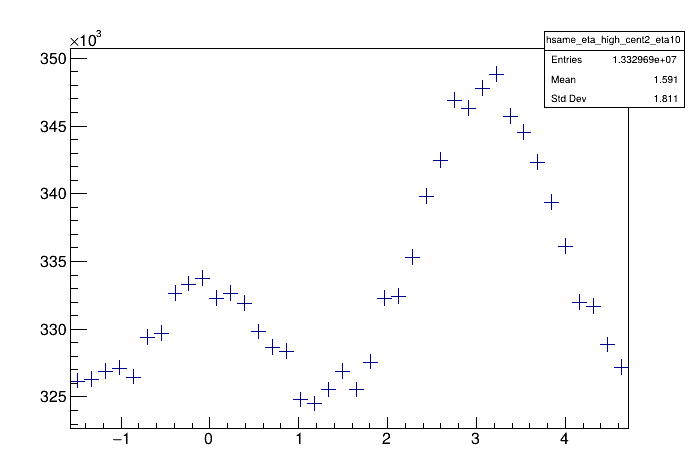 ×10³
hsame_eta_high_cent2_eta10
Entries 1.332969e+07
Mean 1.591
Std Dev 1.811
350
345
340
335
330
325
−1 0 1 2 3 4